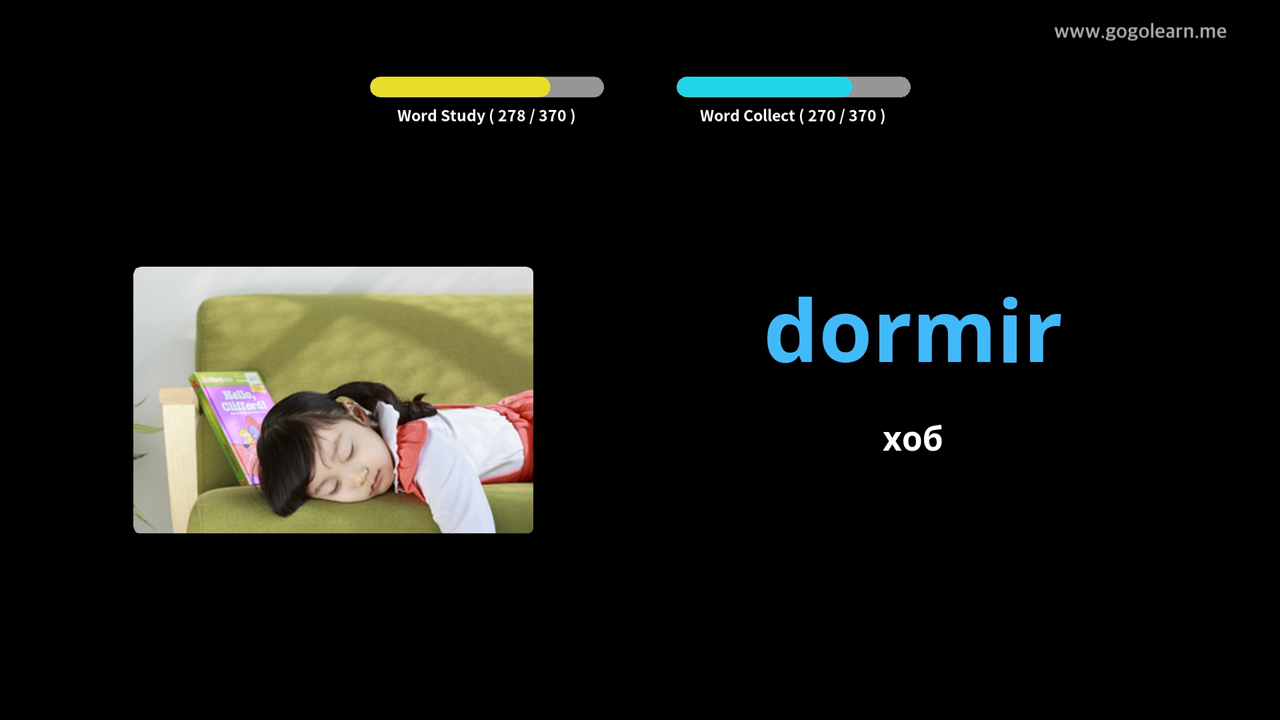 www.gogolearn.me
Word Study ( 278 / 370 )
Word Collect ( 270 / 370 )
dormir
хоб
Hello,
Clifford!